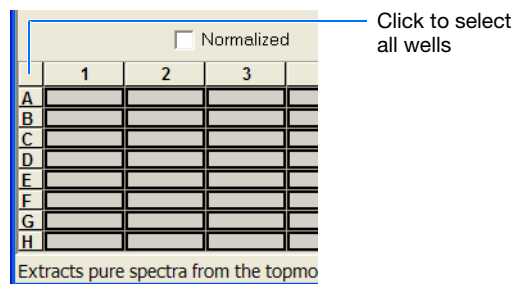 Click to select
all wells
Normalized
1 2 3
A
B
C
D
E
F
G
H
Extracts pure spectra from the topmo